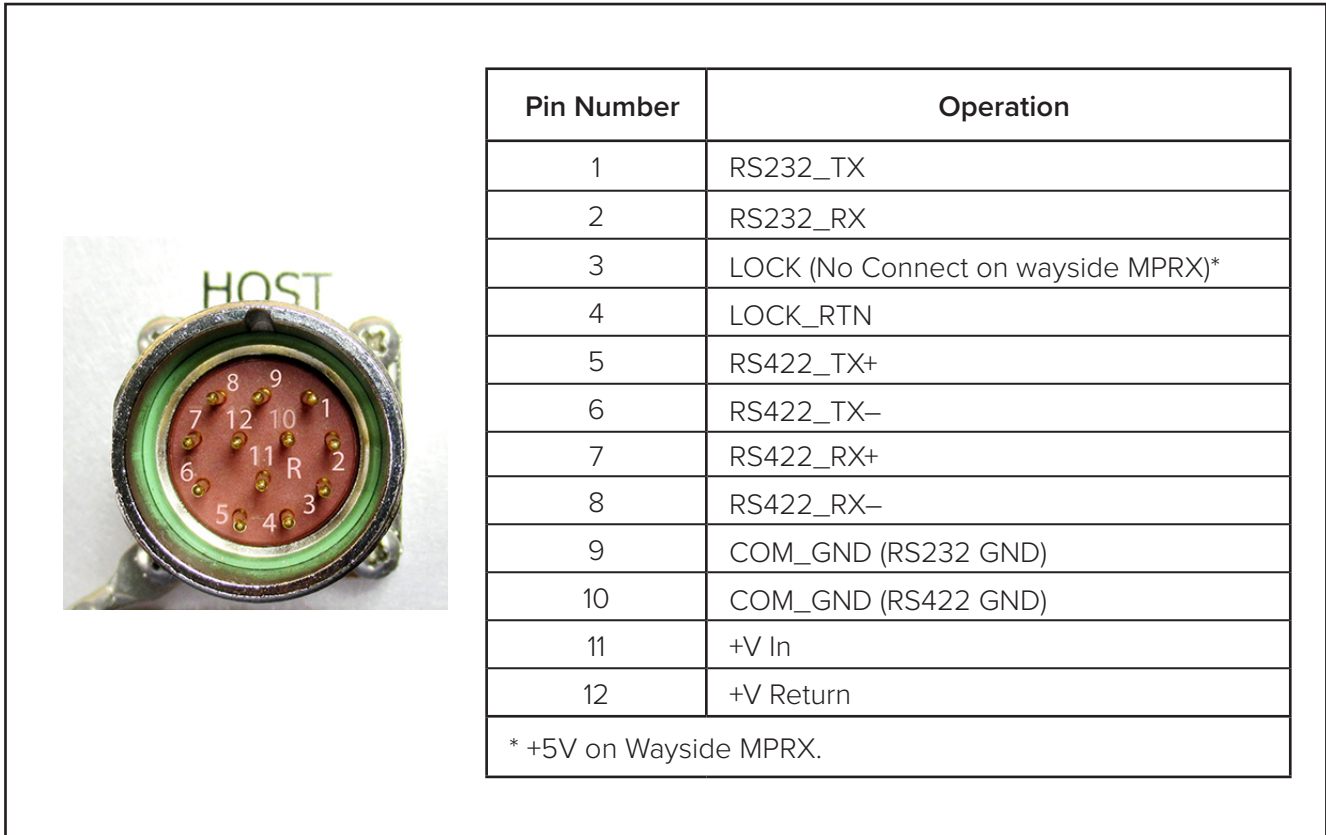 HOST
8 9
7 12 10 1
11 R 2
6
5 4 3
Pin Number Operation
1 RS232_TX
2 RS232_RX
3 LOCK (No Connect on wayside MPRX)*
4 LOCK_RTN
5 RS422_TX+
6 RS422_TX–
7 RS422_RX+
8 RS422_RX–
9 COM_GND (RS232 GND)
10 COM_GND (RS422 GND)
11 +V In
12 +V Return
* +5V on Wayside MPRX.